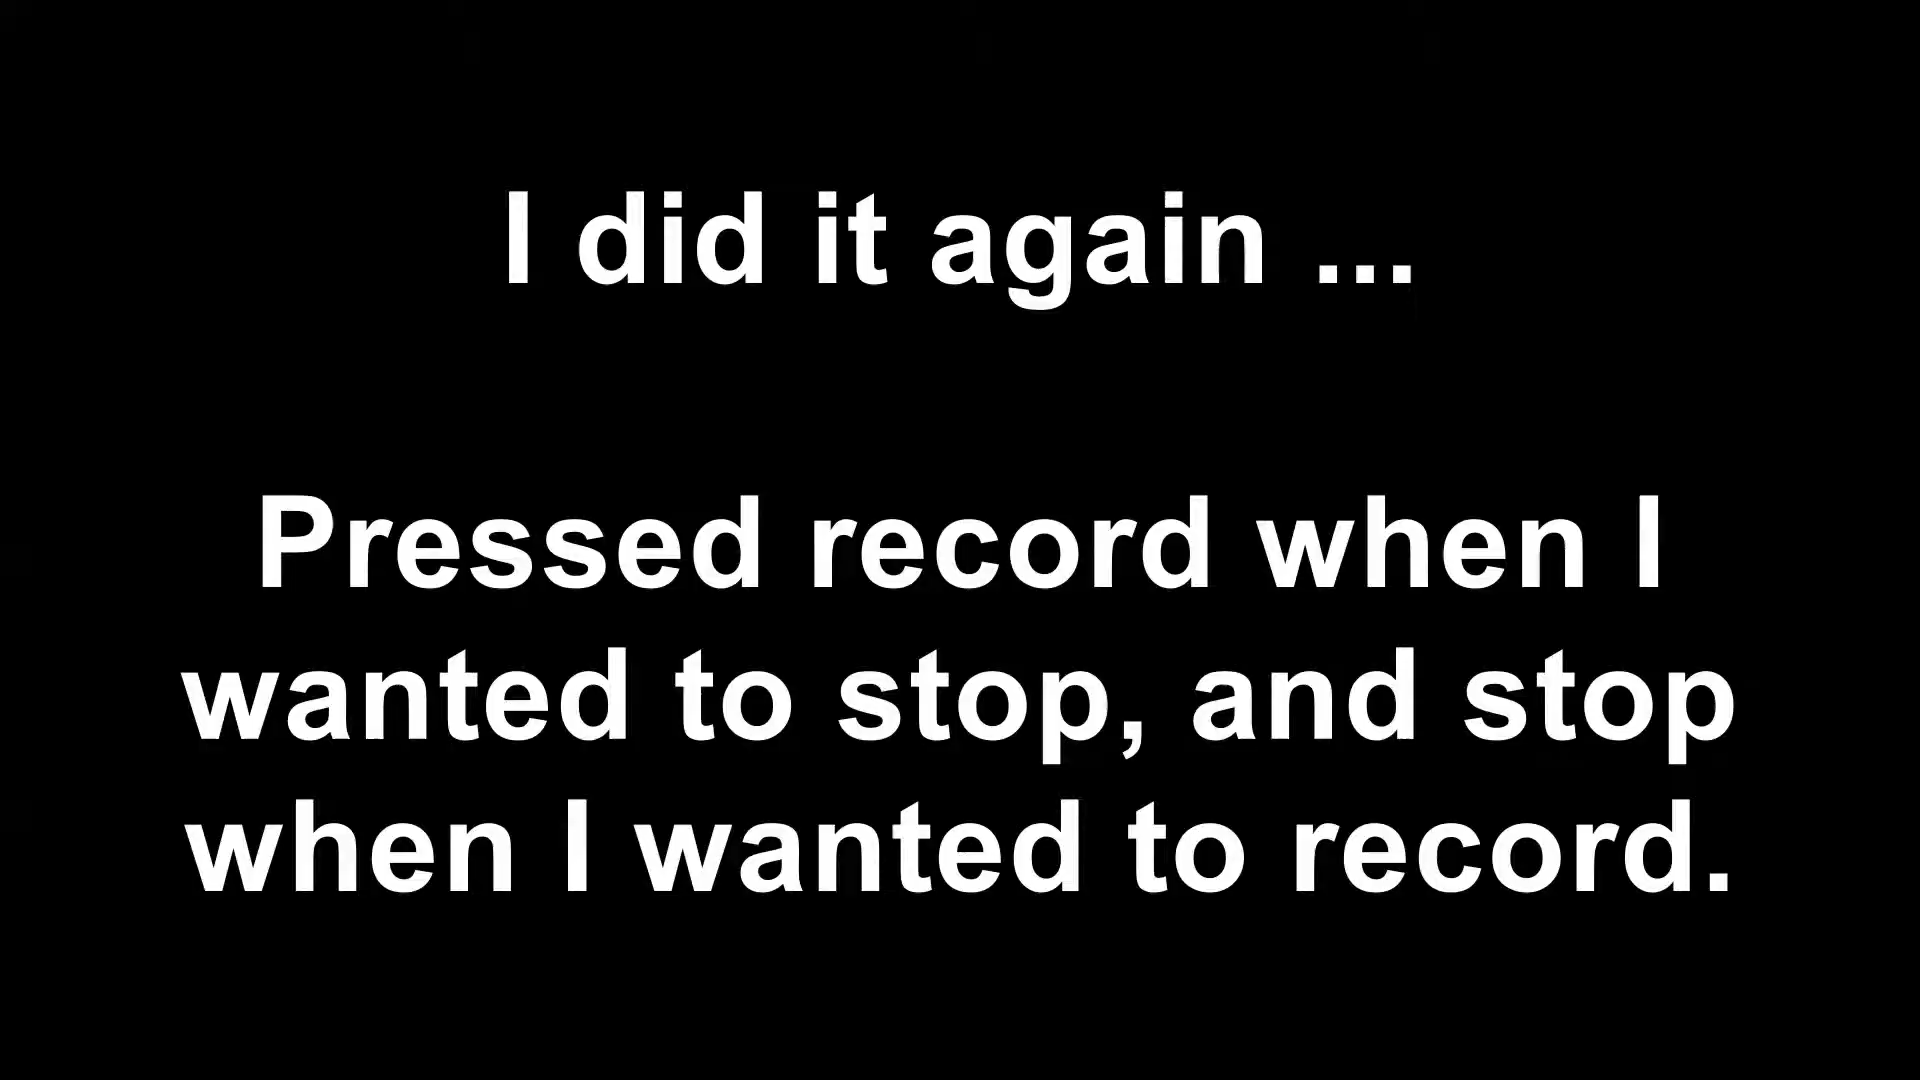 I did it again ...
Pressed record when I
wanted to stop, and stop
when I wanted to record.